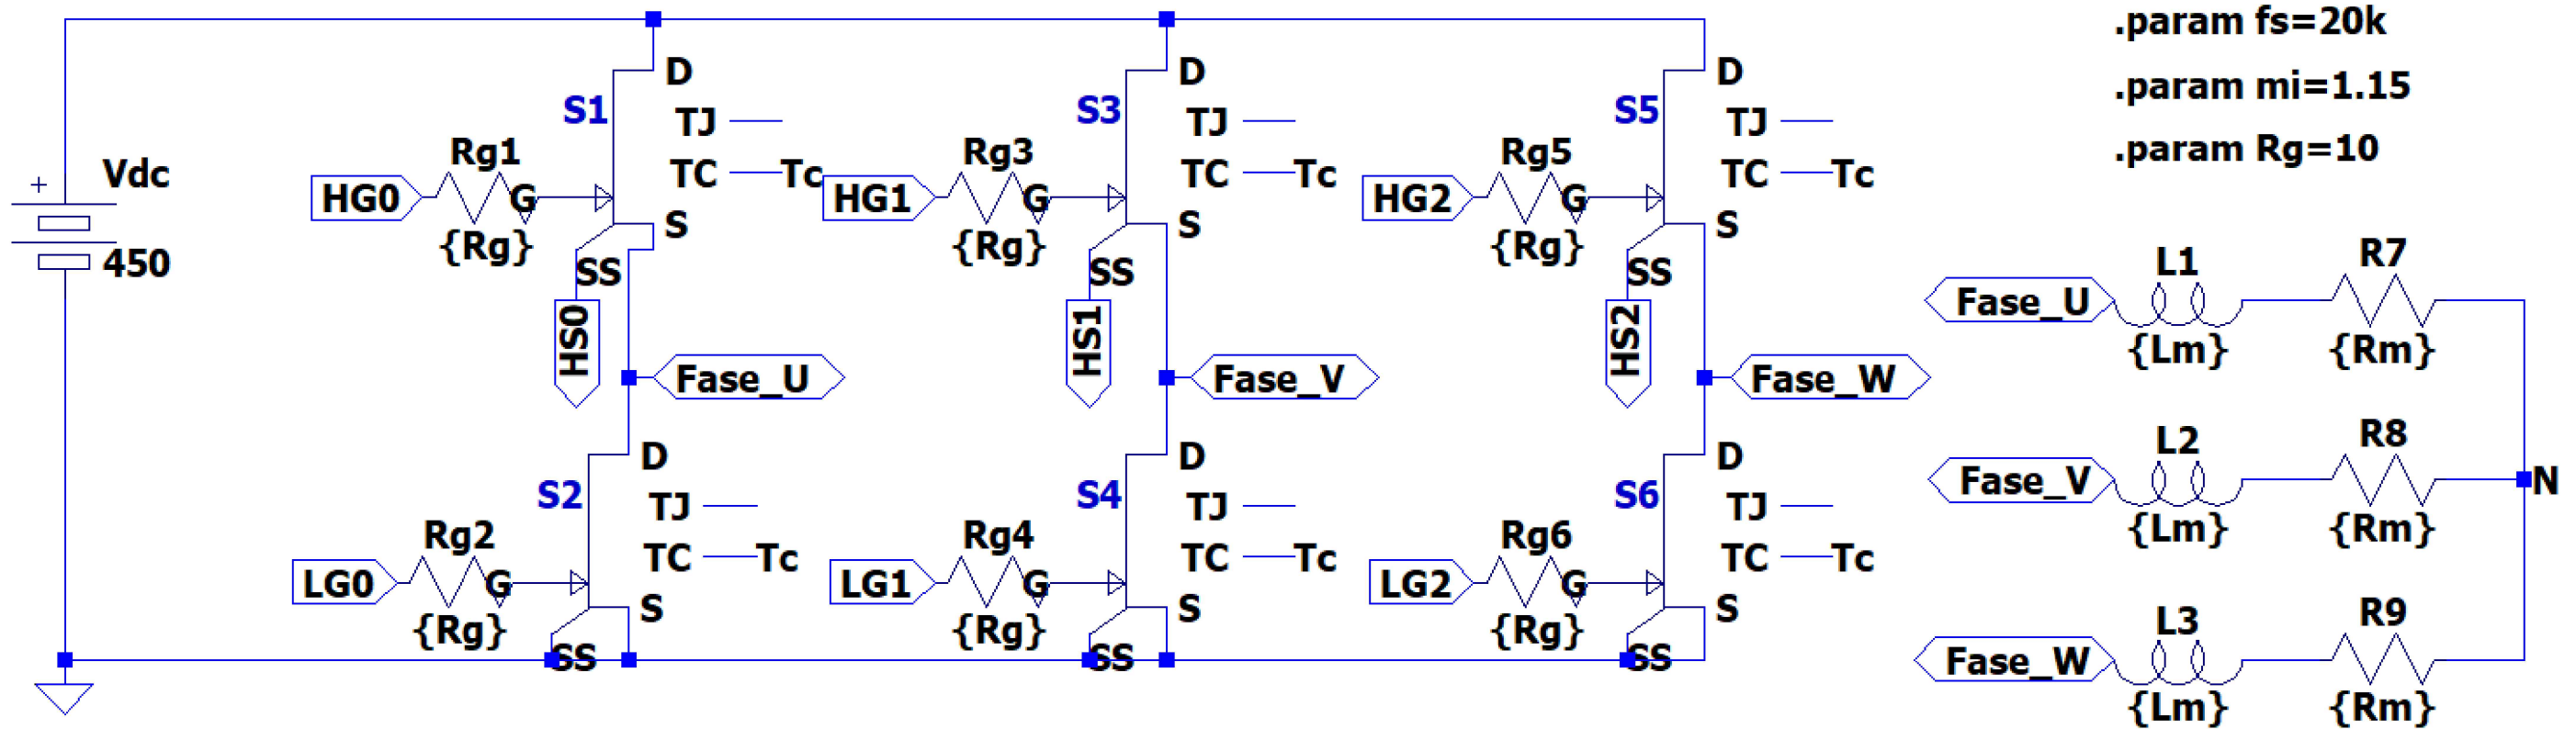 .param fs=20k
.param mi=1.15
.param Rg=10
+
Vdc
450
S1
D
TJ
TC
Tc
S
G
SS
Rg1
{Rg}
HG0
HS0
S3
D
TJ
TC
Tc
S
G
SS
Rg3
{Rg}
HG1
HS1
S5
D
TJ
TC
Tc
S
G
SS
Rg5
{Rg}
HG2
HS2
Fase_U
Fase_V
Fase_W
S2
D
TJ
TC
Tc
S
G
SS
Rg2
{Rg}
LG0
S4
D
TJ
TC
Tc
S
G
SS
Rg4
{Rg}
LG1
S6
D
TJ
TC
Tc
S
G
SS
Rg6
{Rg}
LG2
Fase_U
L1
{Lm}
R7
{Rm}
Fase_V
L2
{Lm}
R8
{Rm}
N
Fase_W
L3
{Lm}
R9
{Rm}